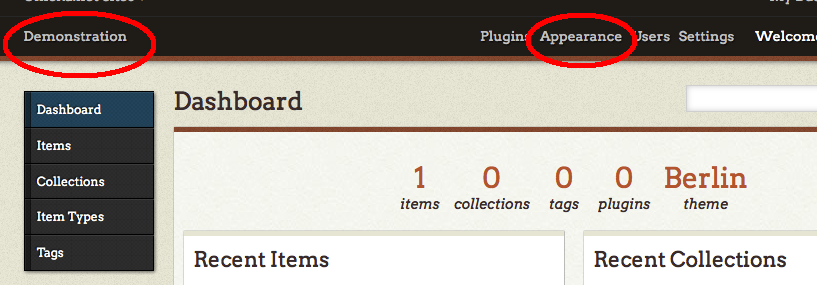 Demonstration
Plugins Appearance Users Settings Welcome
Dashboard
Items
Collections
Item Types
Tags
Dashboard
1 0 0 0 Berlin
items collections tags plugins theme
Recent Items
Recent Collections